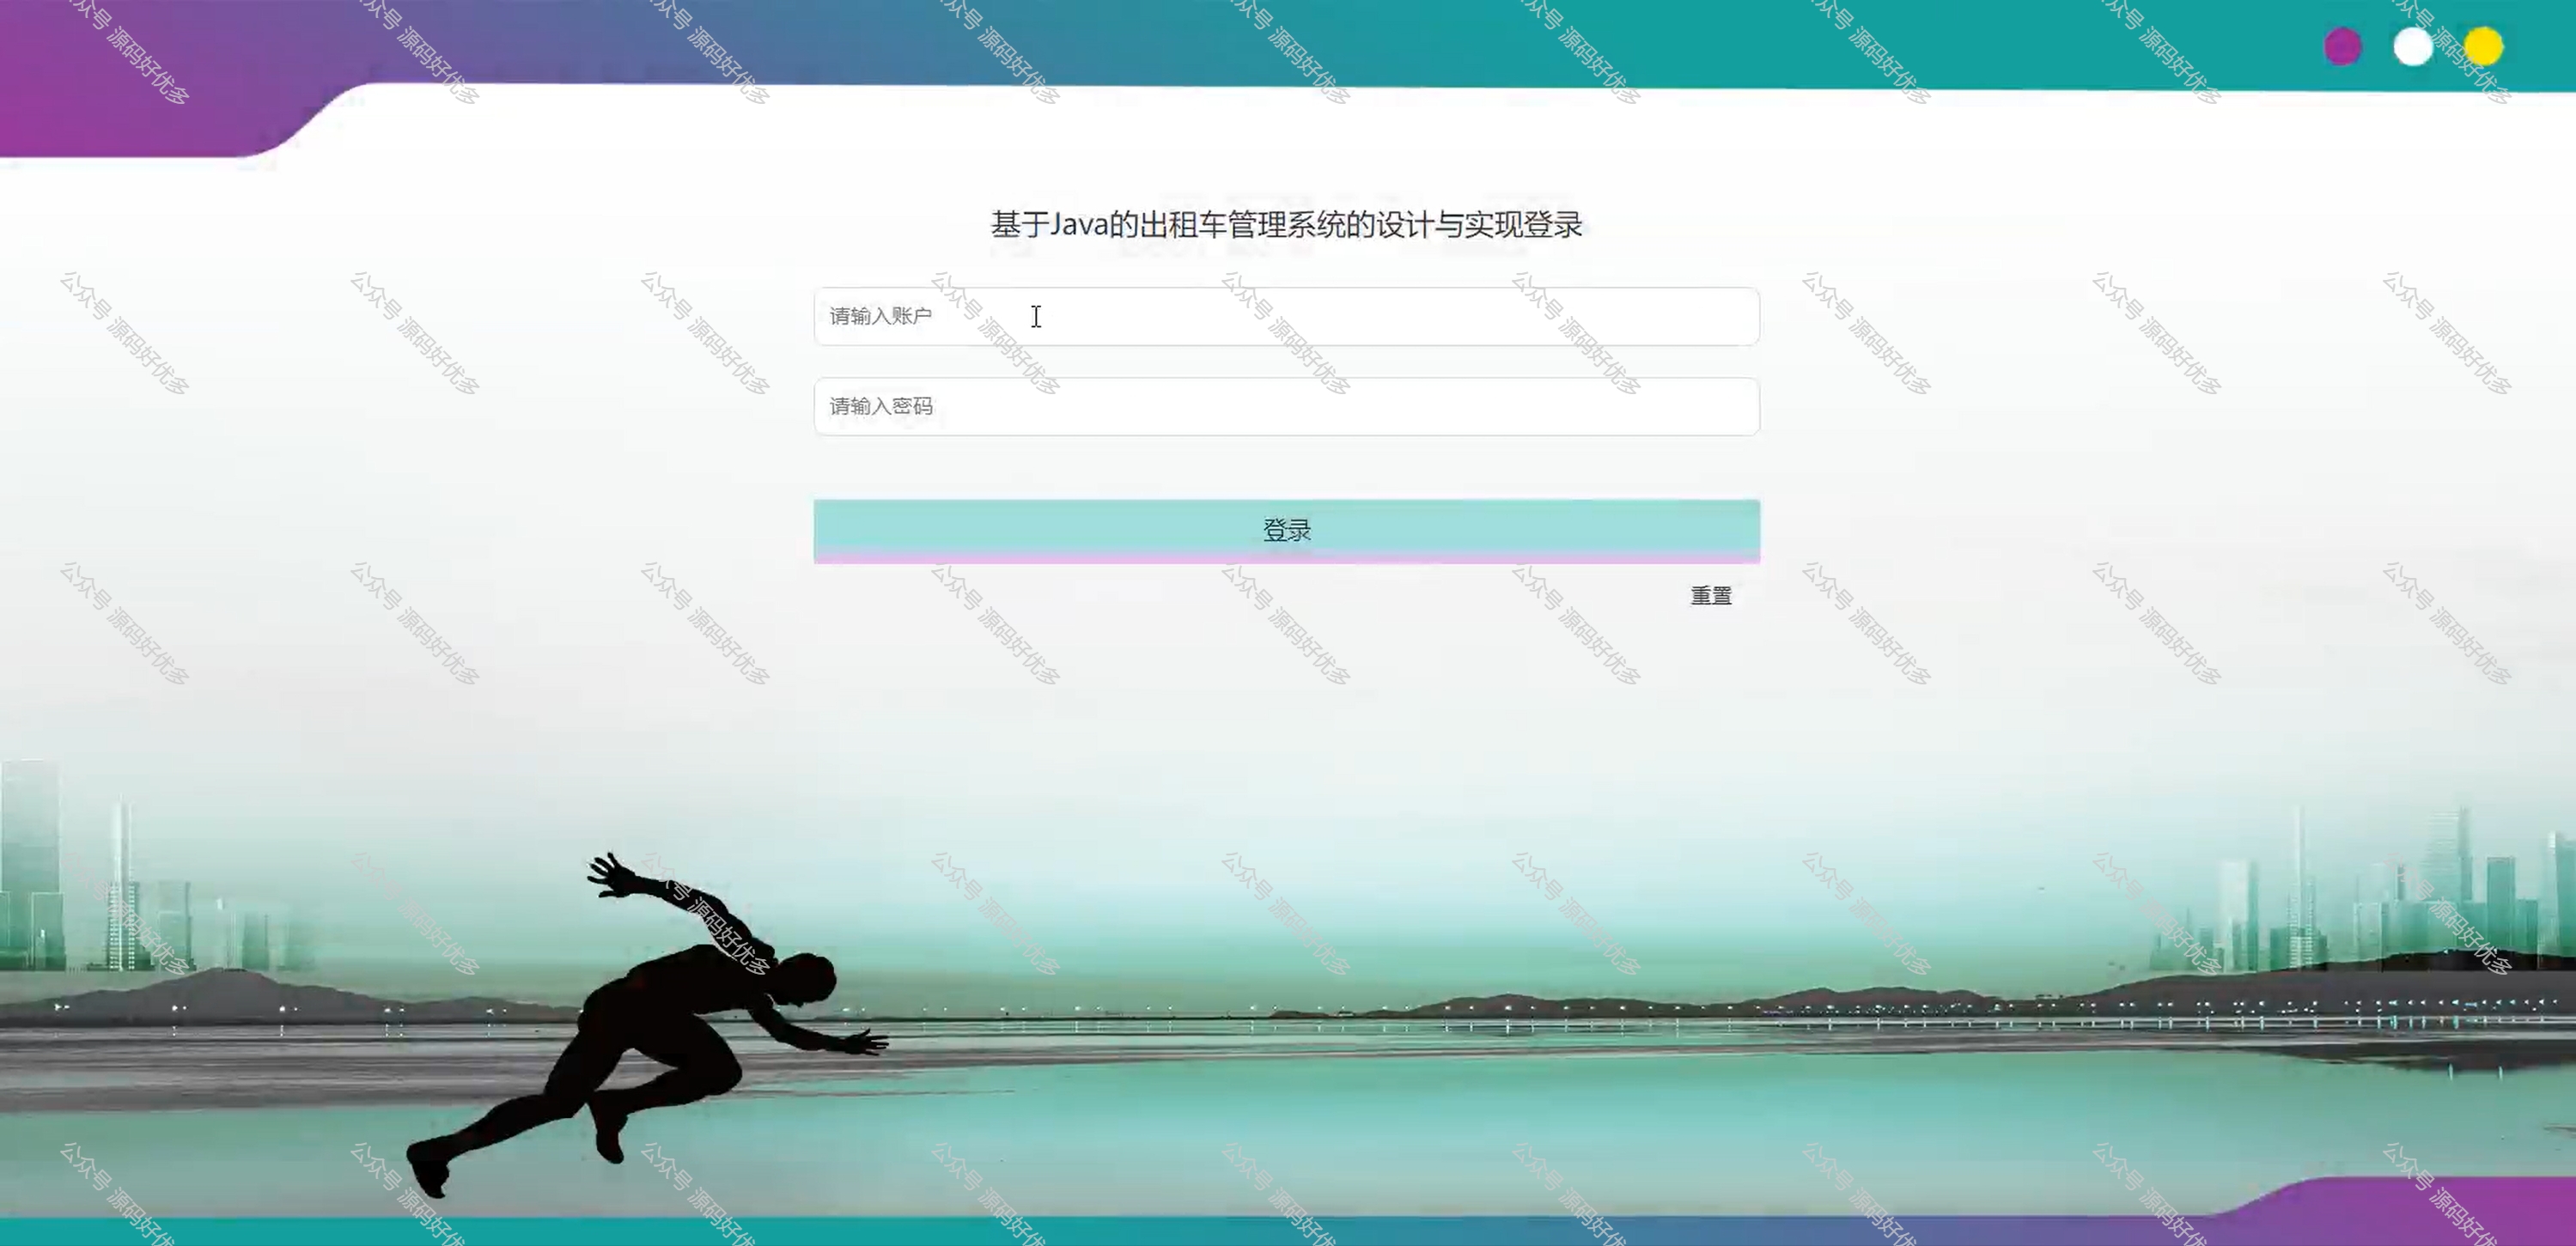 基于Java的出租车管理系统的设计与实现登录
请输入账户
请输入密码
登录
重置
公众号 源码好优多